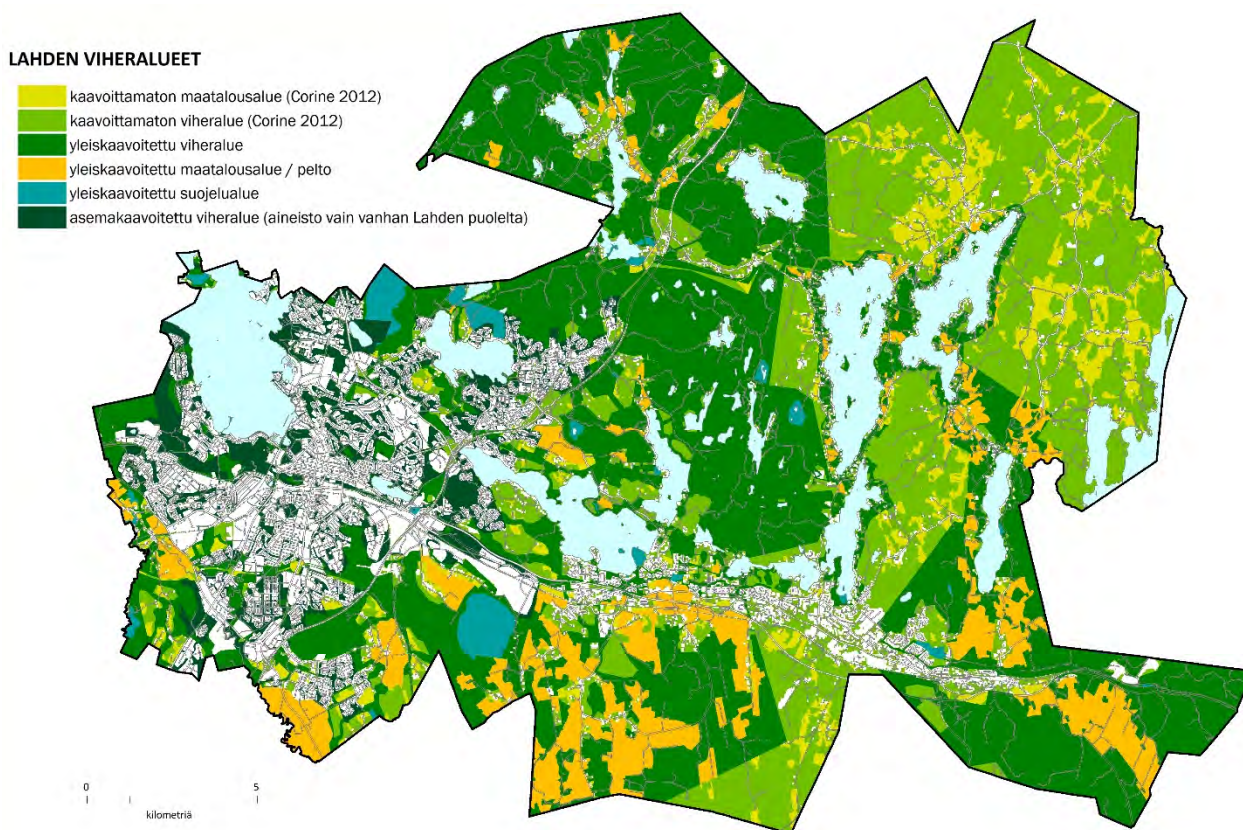 LAHDEN VIHERALUEET
kaavoittamaton maatalousalue (Corine 2012)
kaavoittamaton viheralue (Corine 2012)
yleiskaavoitettu viheralue
yleiskaavoitettu maatalousalue / pelto
yleiskaavoitettu suojelualue
asemakaavoitettu viheralue (aineisto vain vanhan Lahden puolelta)
0 5
kilometriä